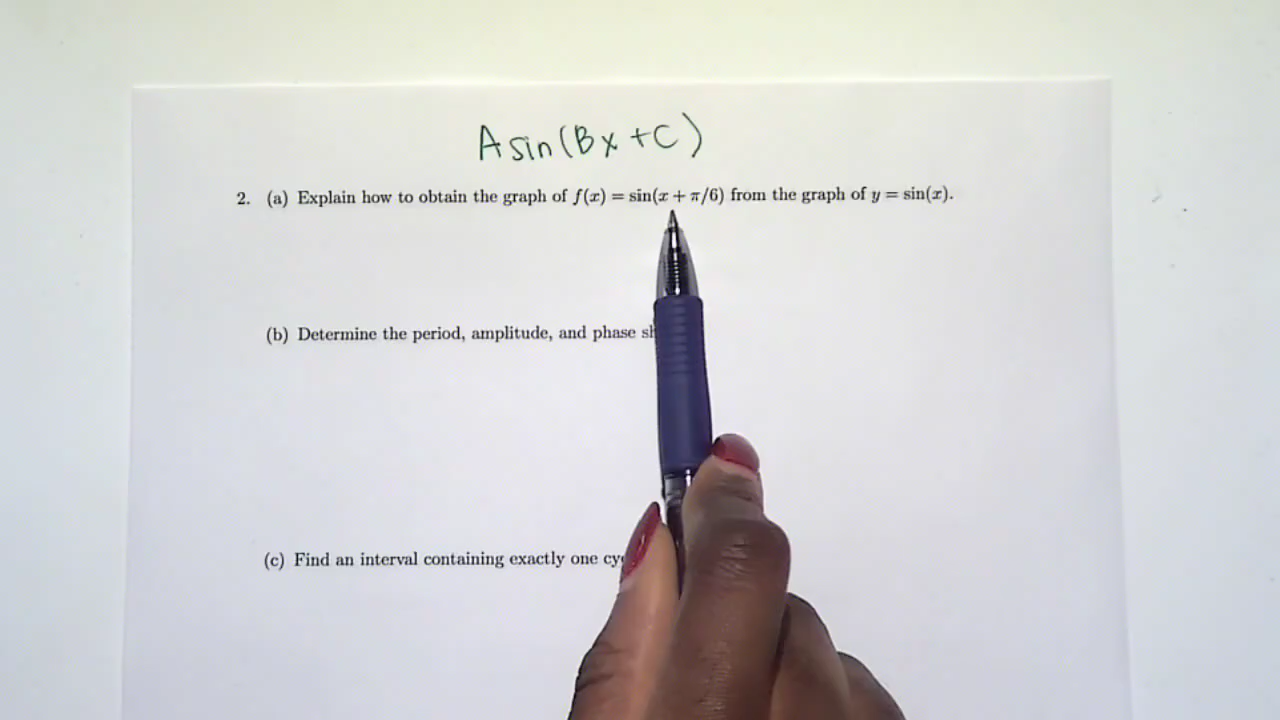 A sin(Bx + C)
2. (a) Explain how to obtain the graph of f(x) = sin(x + π/6) from the graph of y = sin(x).
(b) Determine the period, amplitude, and phase
(c) Find an interval containing exactly one